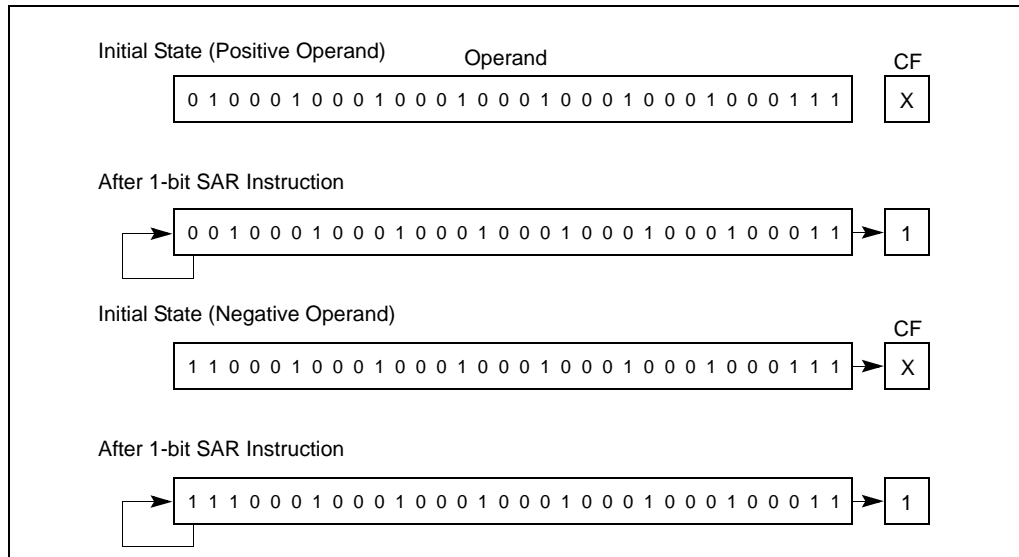 Initial State (Positive Operand)
Operand
CF
0 1 0 0 0 1 0 0 0 1 0 0 0 1 0 0 0 1 0 0 0 1 0 0 0 1 0 0 0 1 1 1
X
After 1-bit SAR Instruction
0 0 1 0 0 0 1 0 0 0 1 0 0 0 1 0 0 0 1 0 0 0 1 0 0 0 1 0 0 0 1 1
1
Initial State (Negative Operand)
CF
1 1 0 0 0 1 0 0 0 1 0 0 0 1 0 0 0 1 0 0 0 1 0 0 0 1 0 0 0 1 1 1
X
After 1-bit SAR Instruction
1 1 1 0 0 0 1 0 0 0 1 0 0 0 1 0 0 0 1 0 0 0 1 0 0 0 1 0 0 0 1 1
1